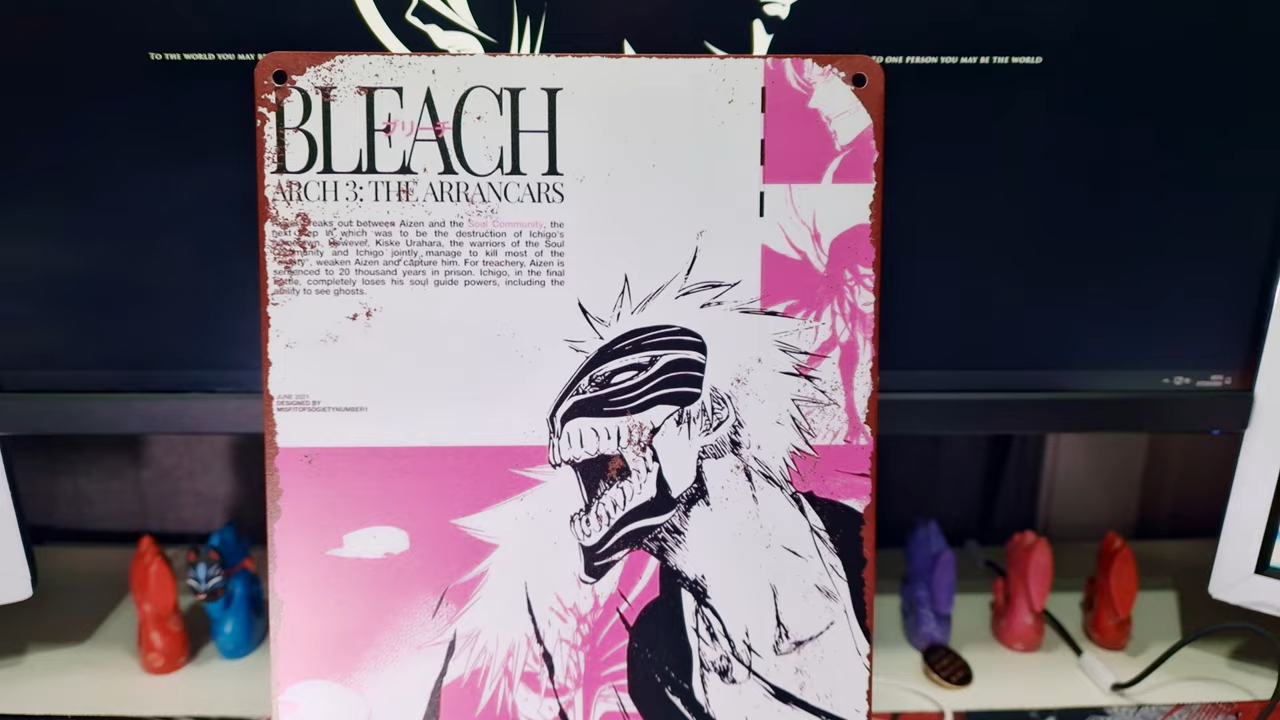 TO THE WORLD YOU MAY
TO ONE PERSON YOU MAY BE THE WORLD
BLEACH
ブリーチ
ARCH 3: THE ARRANCARS
breaks out between Aizen and the Soul Community, the
next step in which was to be the destruction of Ichigo's
However, Kiske Urahara, the warriors of the Soul
Community and Ichigo jointly manage to kill most of the
weaken Aizen and capture him. For treachery, Aizen is
sentenced to 20 thousand years in prison. Ichigo, in the final
battle, completely loses his soul guide powers, including the
ability to see ghosts.
JUNE 2021
DESIGNED BY
MISFITOFSOCIETYNUMBER1